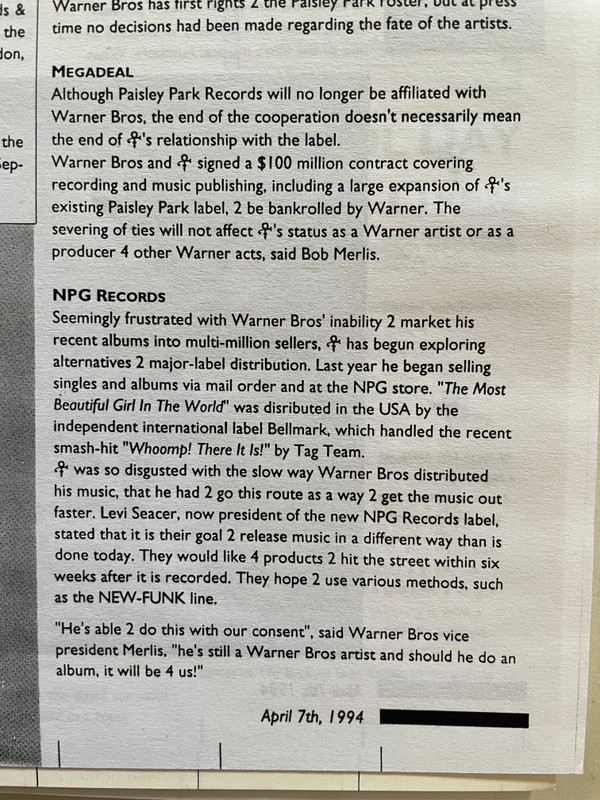 ds &
the
don,
the
Sep-
Warner Bros has first rights 2 the Paisley Park roster, but at press
time no decisions had been made regarding the fate of the artists.
MEGADEAL
Although Paisley Park Records will no longer be affiliated with
Warner Bros, the end of the cooperation doesn't necessarily mean
the end of 's relationship with the label.
Warner Bros and signed a $100 million contract covering
recording and music publishing, including a large expansion of 's
existing Paisley Park label, 2 be bankrolled by Warner. The
severing of ties will not affect 's status as a Warner artist or as a
producer 4 other Warner acts, said Bob Merlis.
NPG RECORDS
Seemingly frustrated with Warner Bros' inability 2 market his
recent albums into multi-million sellers, has begun exploring
alternatives 2 major-label distribution. Last year he began selling
singles and albums via mail order and at the NPG store. "The Most
Beautiful Girl In The World" was disributed in the USA by the
independent international label Bellmark, which handled the recent
smash-hit "Whoomp! There It Is!" by Tag Team.
was so disgusted with the slow way Warner Bros distributed
his music, that he had 2 go this route as a way 2 get the music out
faster. Levi Seacer, now president of the new NPG Records label,
stated that it is their goal 2 release music in a different way than is
done today. They would like 4 products 2 hit the street within six
weeks after it is recorded. They hope 2 use various methods, such
as the NEW-FUNK line.
"He's able 2 do this with our consent", said Warner Bros vice
president Merlis, "he's still a Warner Bros artist and should he do an
album, it will be 4 us!"
April 7th, 1994